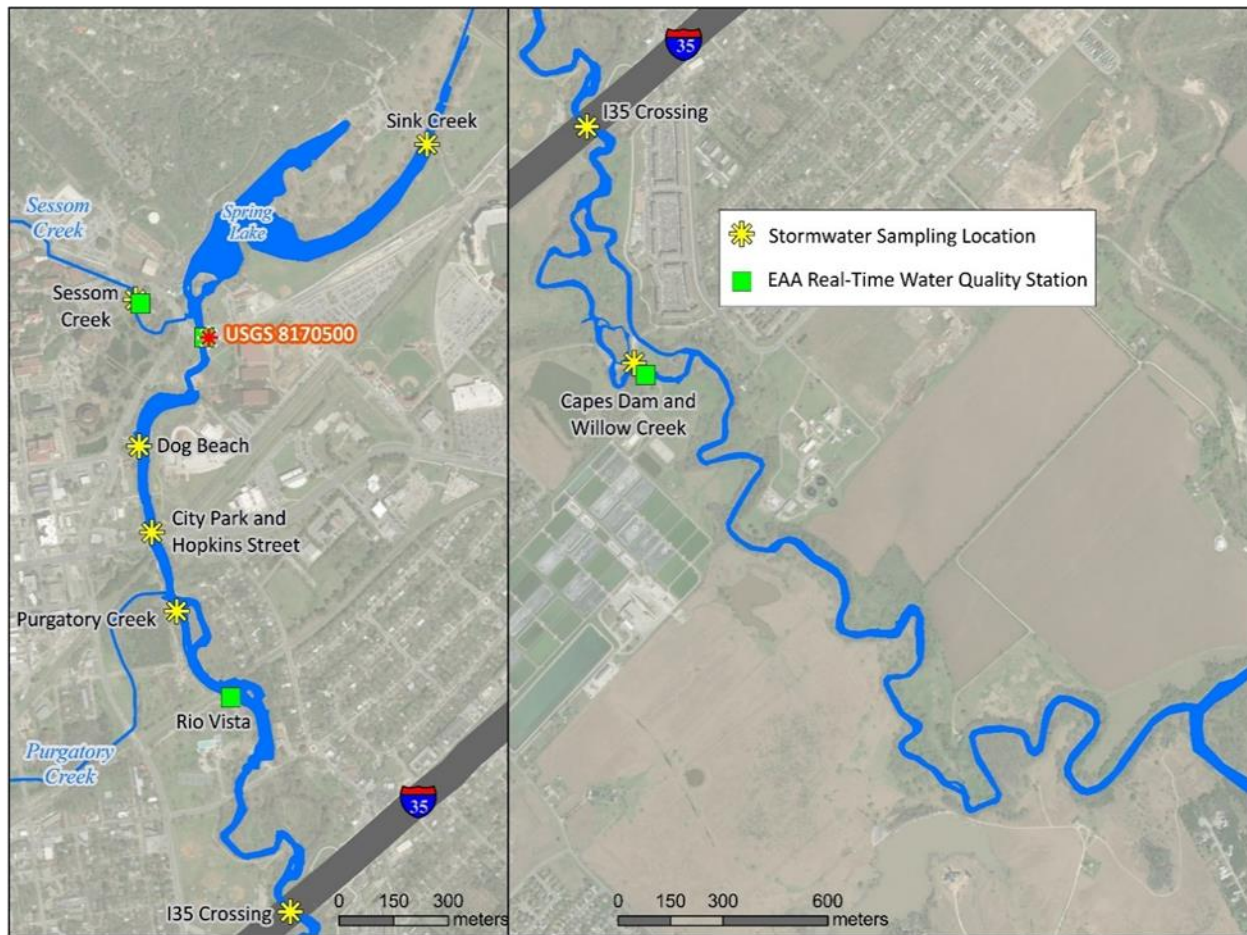 Sink Creek
Sessom
Creek
Spring
Lake
Sessom
Creek
USGS 8170500
Dog Beach
City Park and
Hopkins Street
Purgatory Creek
Rio Vista
Purgatory
Creek
35
I35 Crossing
0 150 300
meters
35
I35 Crossing
Stormwater Sampling Location
EAA Real-Time Water Quality Station
Capes Dam and
Willow Creek
0 150 300 600
meters